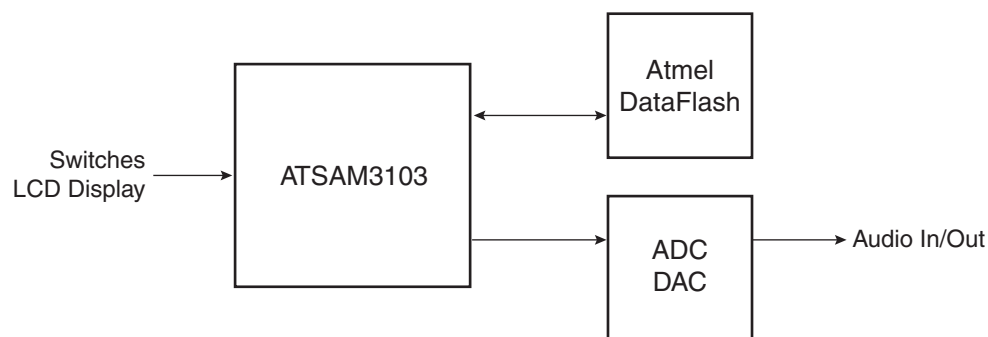 Atmel
DataFlash
Switches
LCD Display
ATSAM3103
ADC
DAC
Audio In/Out